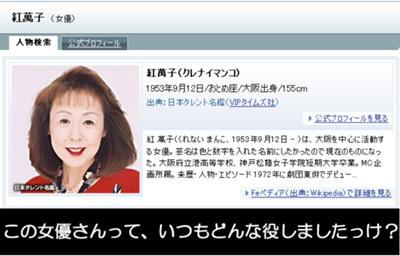 紅萬子（女優）
人物検索 公式プロフィール
紅萬子(クレナイマンコ)
1953年9月12日/おとめ座/大阪出身/155cm
出典：日本タレント名鑑(VIPタイムズ社)
公式プロフィールを見る
紅 萬子(くれない まんこ、1953年9月12日 - )は、大阪を中心に活動す
る女優。芸名は色と数字を入れた名前にしたかったので現在のものになっ
た。大阪府立港高等学校、神戸松蔭女子学院短期大学卒業。MC企
画所属。 来歴・人物・エピソード 1972年に劇団東俳でデビュー...
日本タレント名鑑
Feペディア(出典：Wikipedia)で詳細を見る
この女優さんって、いつもどんな役しましたっけ？